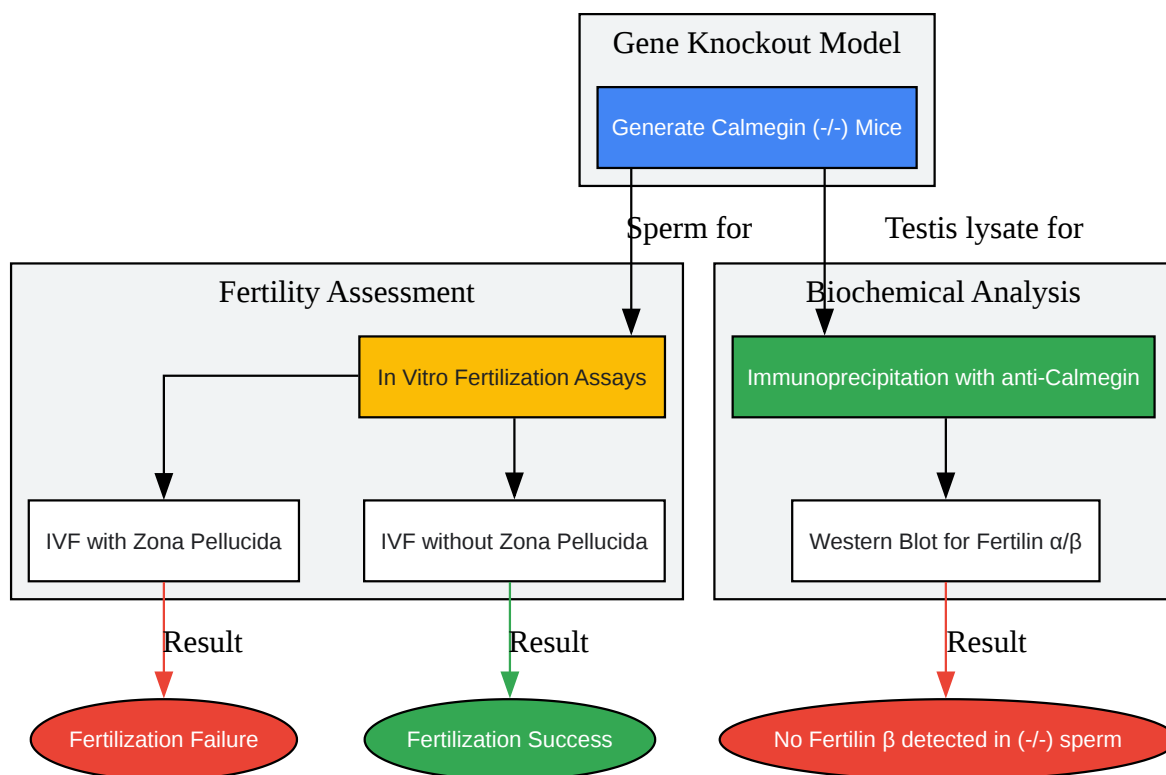 Gene Knockout Model
Generate Calmegin (-/-) Mice
Sperm for
Testis lysate for
Fertility Assessment
Biochemical Analysis
In Vitro Fertilization Assays
Immunoprecipitation with anti-Calmegin
IVF with Zona Pellucida
IVF without Zona Pellucida
Western Blot for Fertilin α/β
Result
Result
Result
Fertilization Failure
Fertilization Success
No Fertilin β detected in (-/-) sperm